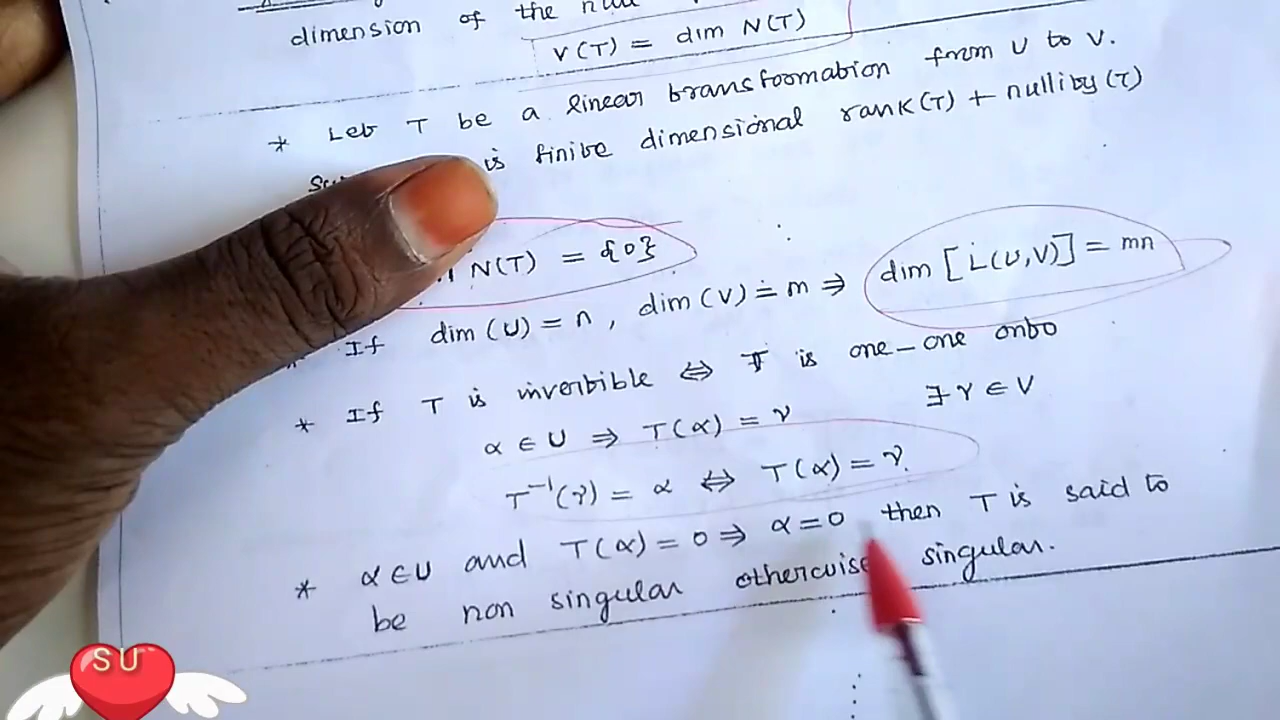 dimension of the null
ν(T) = dim N(T)
* Let T be a linear transformation from U to V.
is finite dimensional rank(T) + nullity(T)
N(T) = {0}
* If dim(U) = n, dim(V) = m ⇒ dim[L(U,V)] = mn
* If T is invertible ⇔ T is one-one onto
α ∈ U ⇒ T(α) = γ ∃ γ ∈ V
T⁻¹(γ) = α ⇔ T(α) = γ.
* α ∈ U and T(α) = 0 ⇒ α = 0 then T is said to
be non singular otherwise singular.
SU